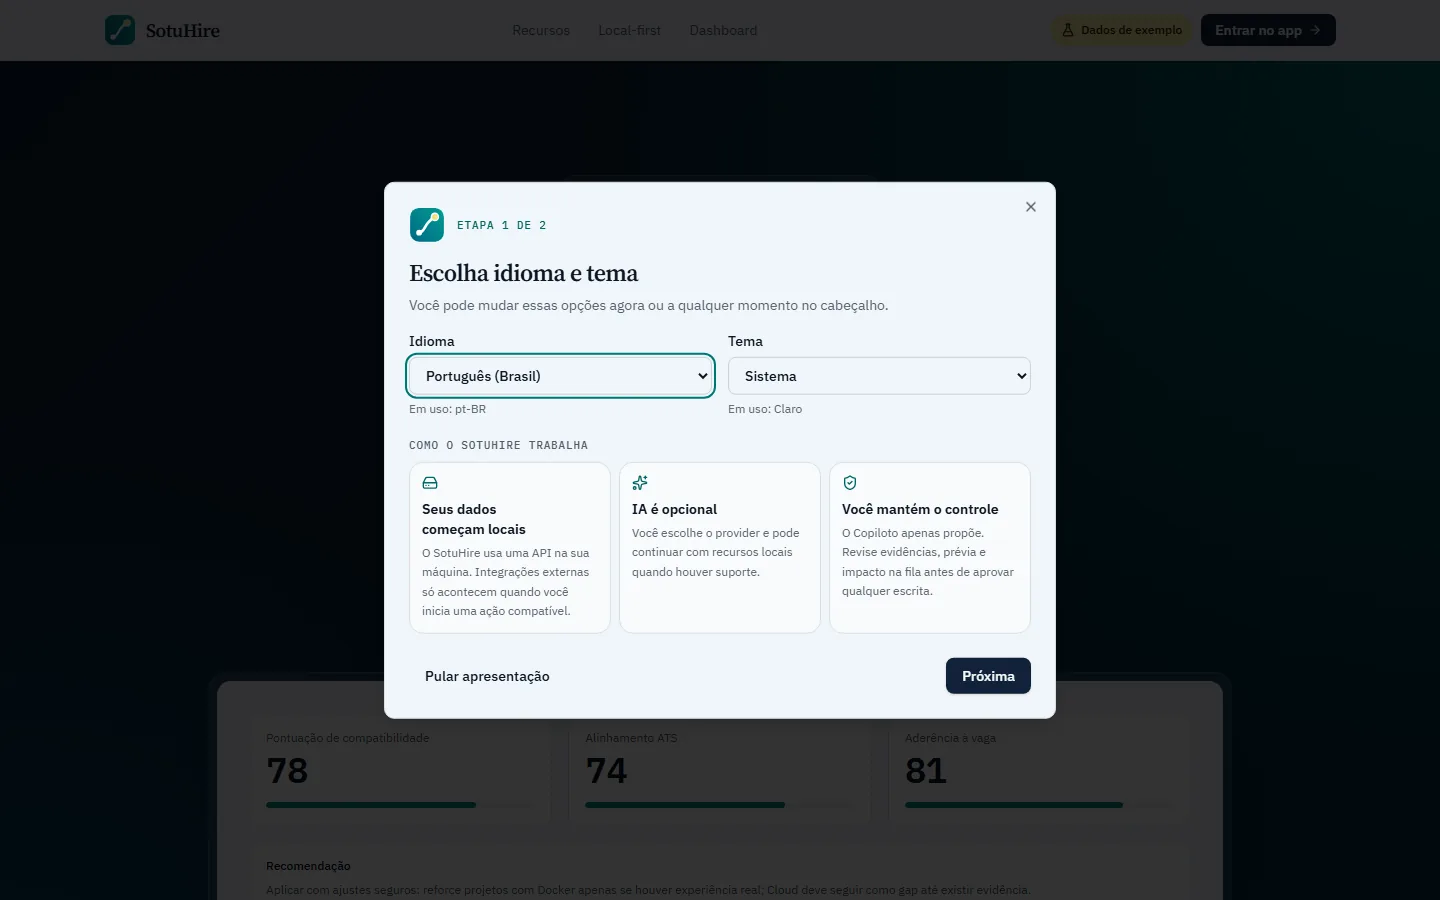 SotuHire
Recursos
Local-first
Dashboard
Dados de exemplo
Entrar no app →
ETAPA 1 DE 2
Escolha idioma e tema
Você pode mudar essas opções agora ou a qualquer momento no cabeçalho.
Idioma
Tema
Português (Brasil)
Sistema
Em uso: pt-BR
Em uso: Claro
COMO O SOTUHIRE TRABALHA
Seus dados
começam locais
O SotuHire usa uma API na sua
máquina. Integrações externas
só acontecem quando você
inicia uma ação compatível.
IA é opcional
Você escolhe o provider e pode
continuar com recursos locais
quando houver suporte.
Você mantém o controle
O Copiloto apenas propõe.
Revise evidências, prévia e
impacto na fila antes de aprovar
qualquer escrita.
Pular apresentação
Próxima
Pontuação de compatibilidade
78
Alinhamento ATS
74
Aderência à vaga
81
Recomendação
Aplicar com ajustes seguros: reforce projetos com Docker apenas se houver experiência real; Cloud deve seguir como gap até existir evidência.